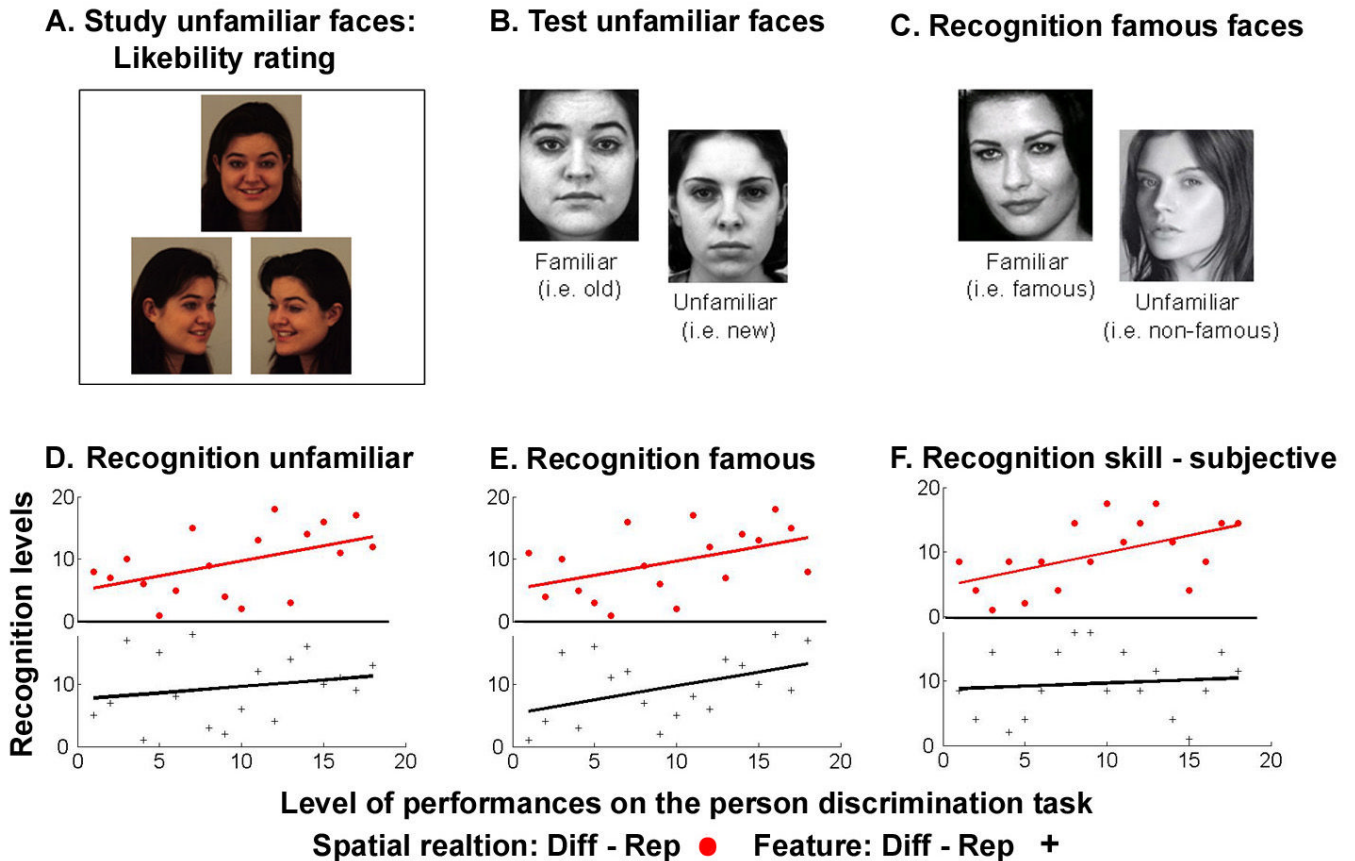 A. Study unfamiliar faces:
Likebility rating
B. Test unfamiliar faces
C. Recognition famous faces
Familiar
(i.e. old)
Unfamiliar
(i.e. new)
Familiar
(i.e. famous)
Unfamiliar
(i.e. non-famous)
D. Recognition unfamiliar
E. Recognition famous
F. Recognition skill - subjective
Recognition levels
20
10
0
10
0
0
5
10
15
20
20
10
0
10
0
0
5
10
15
20
20
10
0
10
0
0
5
10
15
20
Level of performances on the person discrimination task
Spatial realtion: Diff - Rep
Feature: Diff - Rep +